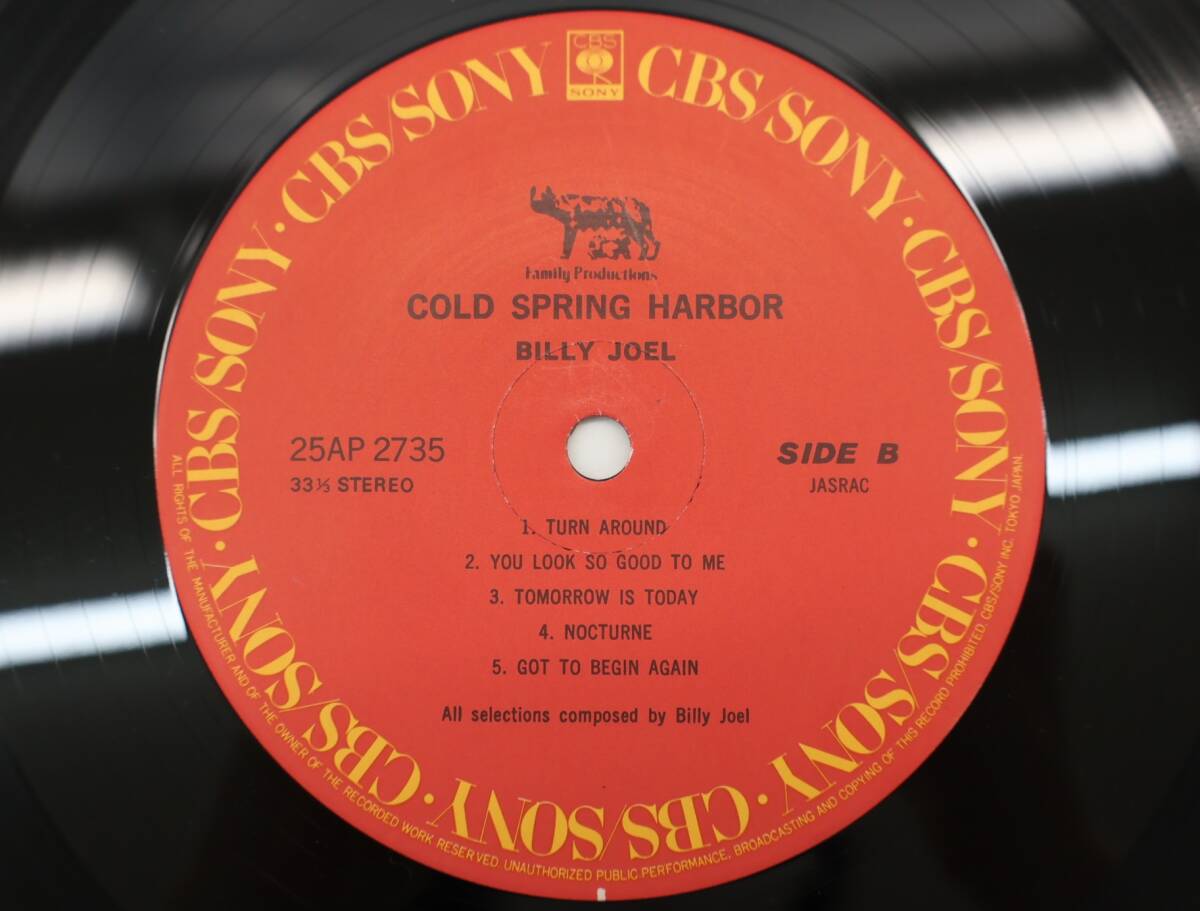 CBS
SONY
CBS/SONY · CBS/SONY · CBS/SONY · CBS/SONY · CBS/SONY · CBS/SONY · CBS/SONY · CBS/SONY
Family Productions
COLD SPRING HARBOR
BILLY JOEL
25AP 2735
33⅓ STEREO
SIDE B
JASRAC
1. TURN AROUND
2. YOU LOOK SO GOOD TO ME
3. TOMORROW IS TODAY
4. NOCTURNE
5. GOT TO BEGIN AGAIN
All selections composed by Billy Joel
ALL RIGHTS OF THE MANUFACTURER AND OF THE OWNER OF THE RECORDED WORK RESERVED. UNAUTHORIZED PUBLIC PERFORMANCE, BROADCASTING AND COPYING OF THIS RECORD PROHIBITED. CBS/SONY INC. TOKYO JAPAN.